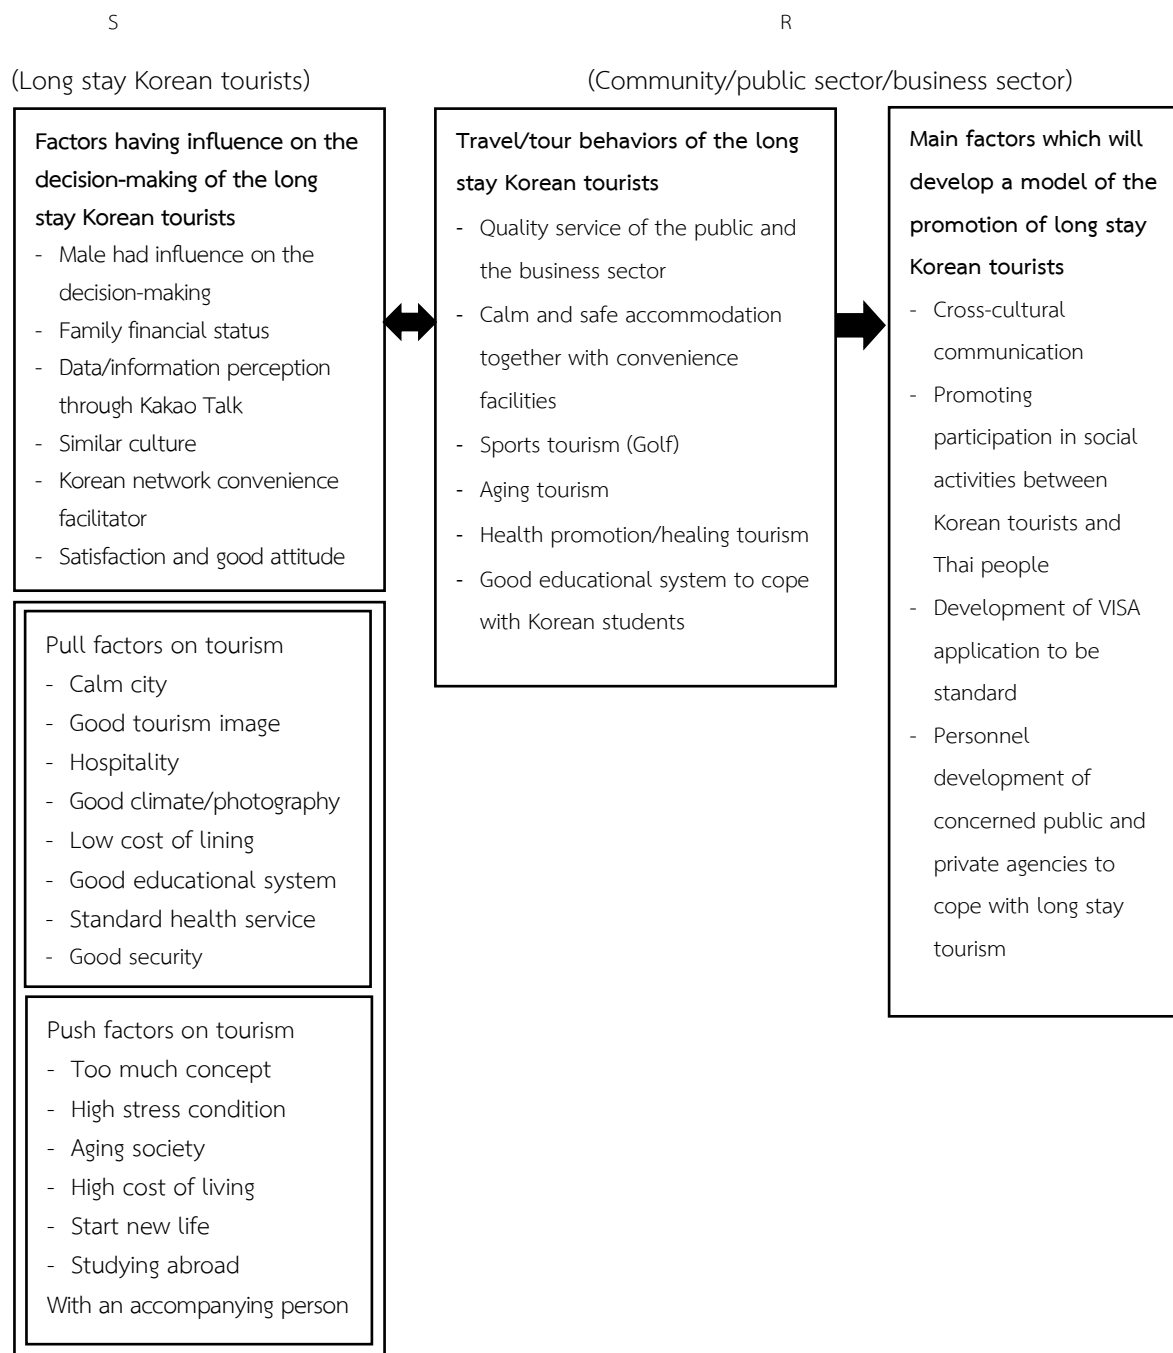 S
R
(Long stay Korean tourists)
(Community/public sector/business sector)
Factors having influence on the
decision-making of the long
stay Korean tourists
- Male had influence on the
decision-making
- Family financial status
- Data/information perception
through Kakao Talk
- Similar culture
- Korean network convenience
facilitator
- Satisfaction and good attitude
Pull factors on tourism
- Calm city
- Good tourism image
- Hospitality
- Good climate/photography
- Low cost of lining
- Good educational system
- Standard health service
- Good security
Push factors on tourism
- Too much concept
- High stress condition
- Aging society
- High cost of living
- Start new life
- Studying abroad
With an accompanying person
Travel/tour behaviors of the long
stay Korean tourists
- Quality service of the public and
the business sector
- Calm and safe accommodation
together with convenience
facilities
- Sports tourism (Golf)
- Aging tourism
- Health promotion/healing tourism
- Good educational system to cope
with Korean students
Main factors which will
develop a model of the
promotion of long stay
Korean tourists
- Cross-cultural
communication
- Promoting
participation in social
activities between
Korean tourists and
Thai people
- Development of VISA
application to be
standard
- Personnel
development of
concerned public and
private agencies to
cope with long stay
tourism